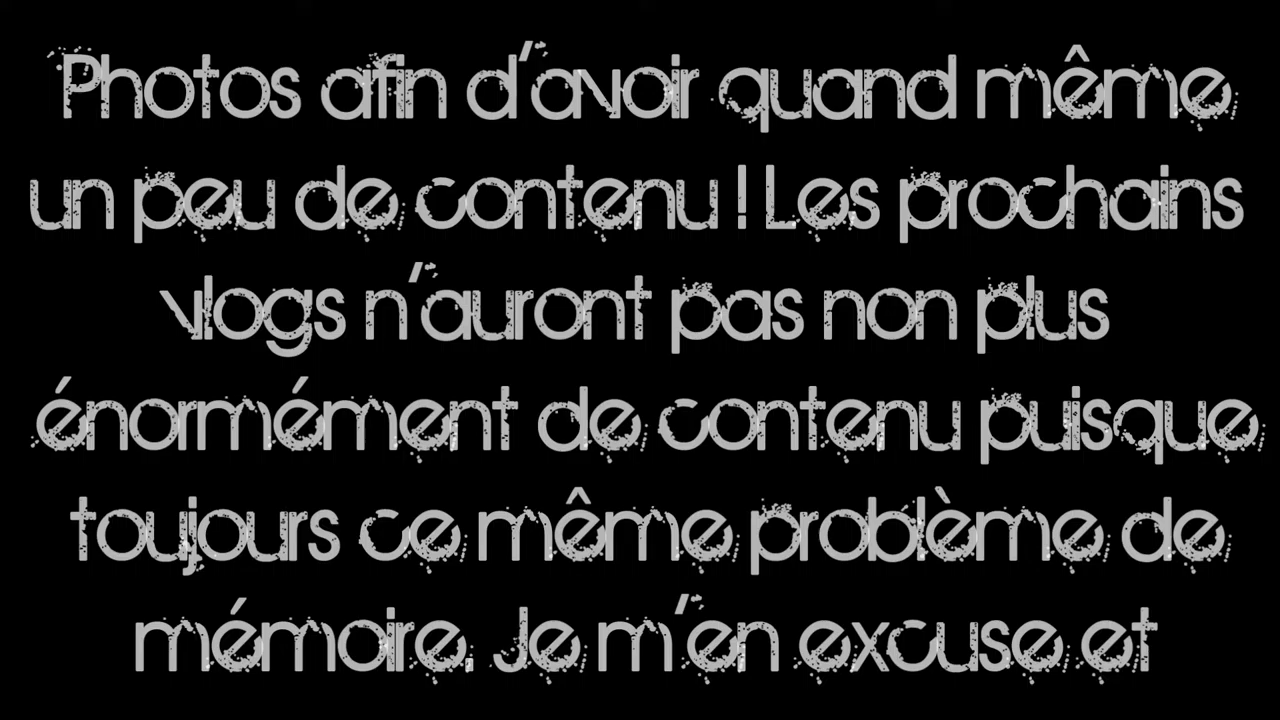 Photos afin d'avoir quand même
un peu de contenu ! Les prochains
vlogs n'auront pas non plus
énormément de contenu puisque
toujours ce même problème de
mémoire. Je m'en excuse et